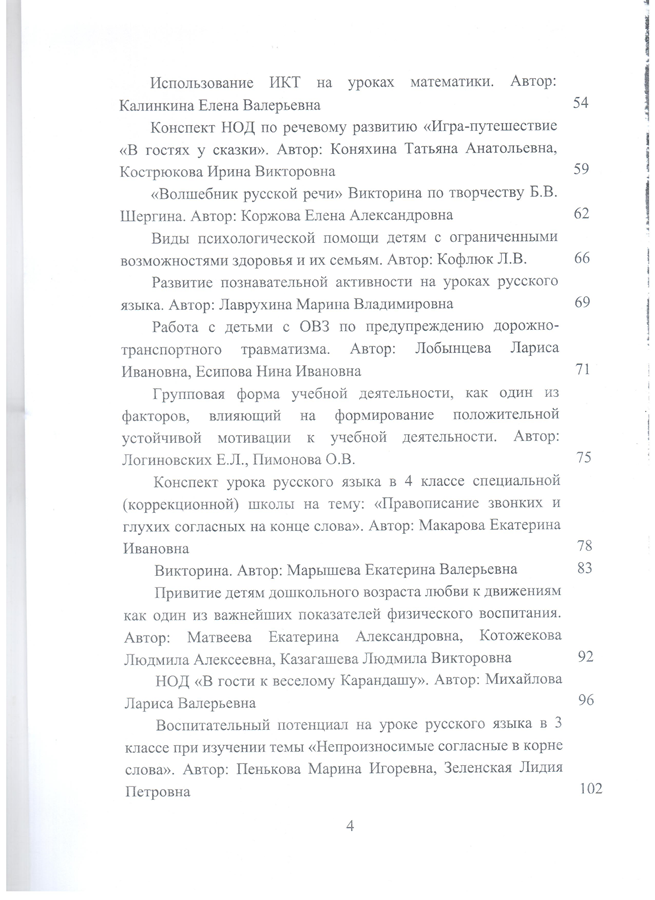 Использование ИКТ на уроках математики. Автор:
Калинкина Елена Валерьевна 54
Конспект НОД по речевому развитию «Игра-путешествие
«В гостях у сказки». Автор: Коняхина Татьяна Анатольевна,
Кострюкова Ирина Викторовна 59
«Волшебник русской речи» Викторина по творчеству Б.В.
Шергина. Автор: Коржова Елена Александровна 62
Виды психологической помощи детям с ограниченными
возможностями здоровья и их семьям. Автор: Кофлюк Л.В. 66
Развитие познавательной активности на уроках русского
языка. Автор: Лаврухина Марина Владимировна 69
Работа с детьми с ОВЗ по предупреждению дорожно-
транспортного травматизма. Автор: Лобынцева Лариса
Ивановна, Есипова Нина Ивановна 71
Групповая форма учебной деятельности, как один из
факторов, влияющий на формирование положительной
устойчивой мотивации к учебной деятельности. Автор:
Логиновских Е.Л., Пимонова О.В. 75
Конспект урока русского языка в 4 классе специальной
(коррекционной) школы на тему: «Правописание звонких и
глухих согласных на конце слова». Автор: Макарова Екатерина
Ивановна 78
Викторина. Автор: Марышева Екатерина Валерьевна 83
Привитие детям дошкольного возраста любви к движениям
как один из важнейших показателей физического воспитания.
Автор: Матвеева Екатерина Александровна, Котожекова
Людмила Алексеевна, Казагашева Людмила Викторовна 92
НОД «В гости к веселому Карандашу». Автор: Михайлова
Лариса Валерьевна 96
Воспитательный потенциал на уроке русского языка в 3
классе при изучении темы «Непроизносимые согласные в корне
слова». Автор: Пенькова Марина Игоревна, Зеленская Лидия
Петровна 102
4